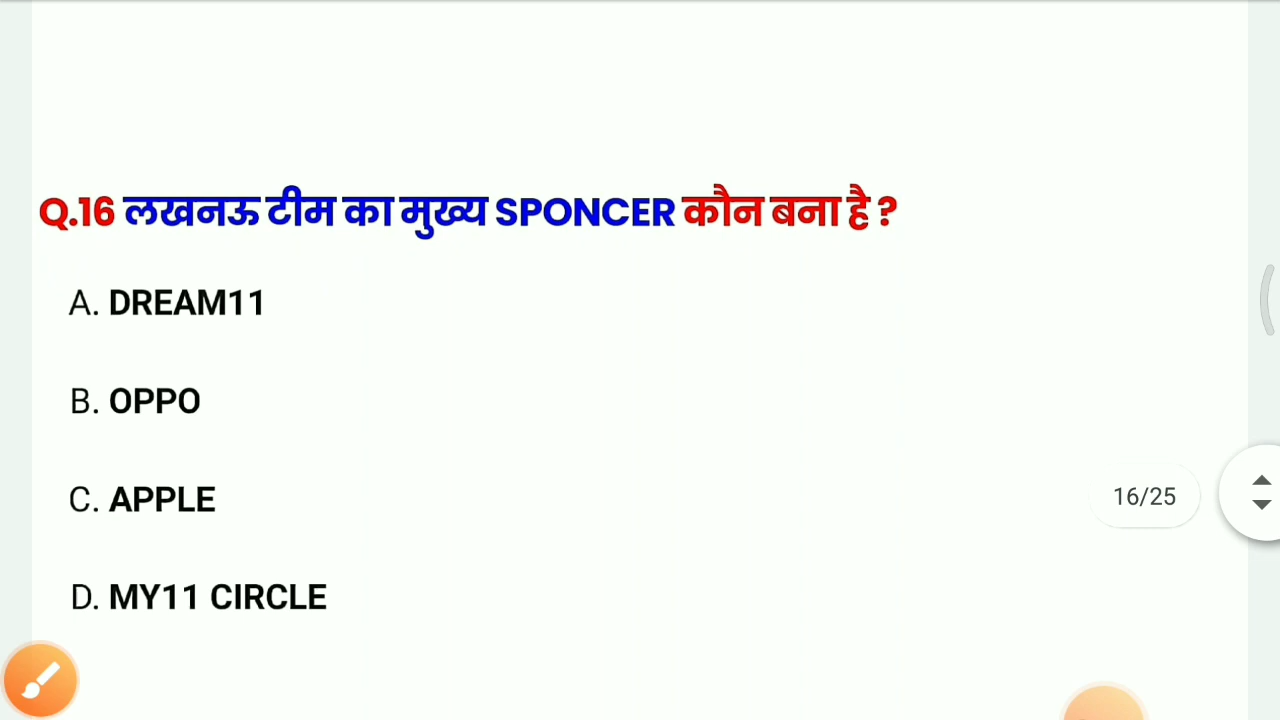 Q.16 लखनऊ टीम का मुख्य SPONCER कौन बना है ?
A. DREAM11
B. OPPO
C. APPLE
16/25
D. MY11 CIRCLE